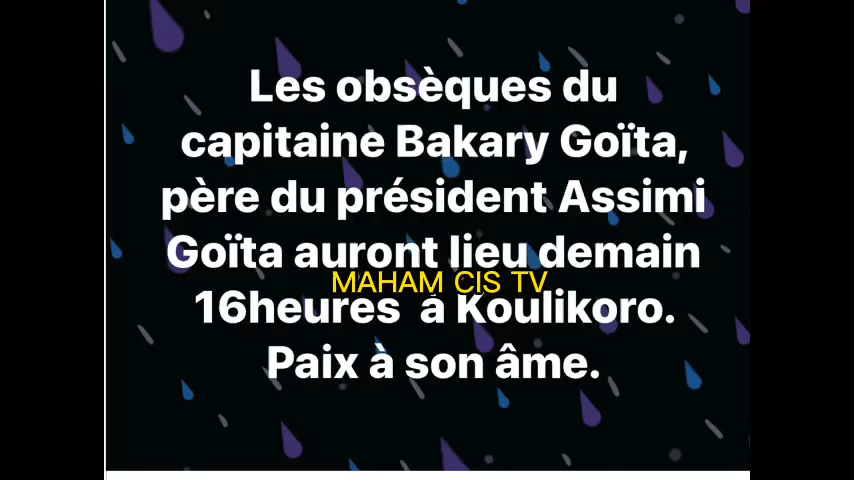 Les obsèques du
capitaine Bakary Goïta,
père du président Assimi
Goïta auront lieu demain
MAHAM CIS TV
16heures à Koulikoro.
Paix à son âme.